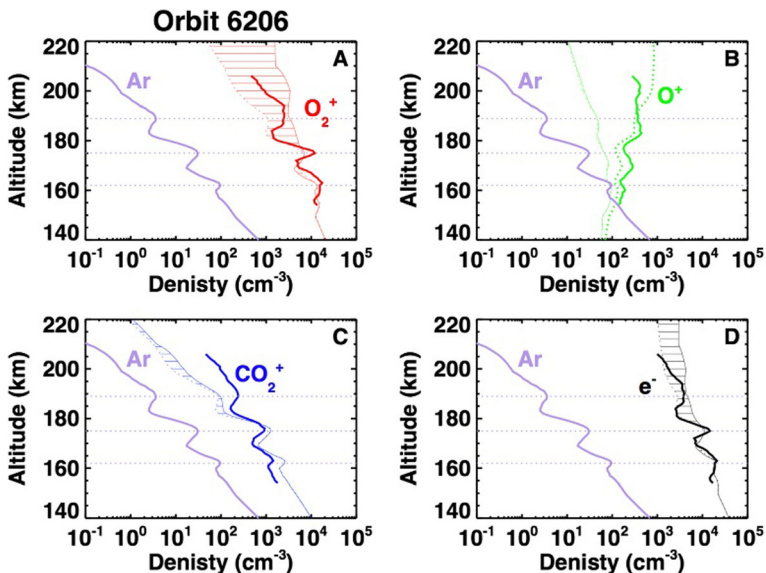 Orbit 6206
220
200
180
160
140
Altitude (km)
A
Ar
O₂⁺
10⁻¹ 10⁰ 10¹ 10² 10³ 10⁴ 10⁵
Denisty (cm⁻³)
220
200
180
160
140
Altitude (km)
B
Ar
O⁺
10⁻¹ 10⁰ 10¹ 10² 10³ 10⁴ 10⁵
Denisty (cm⁻³)
220
200
180
160
140
Altitude (km)
C
Ar
CO₂⁺
10⁻¹ 10⁰ 10¹ 10² 10³ 10⁴ 10⁵
Denisty (cm⁻³)
220
200
180
160
140
Altitude (km)
D
Ar
e⁻
10⁻¹ 10⁰ 10¹ 10² 10³ 10⁴ 10⁵
Denisty (cm⁻³)